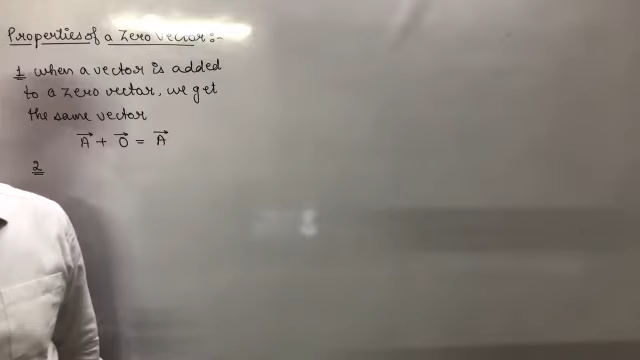 Properties of a Zero Vector:-
1 when a vector is added
to a zero vector, we get
the same vector
A⃗ + O⃗ = A⃗
2